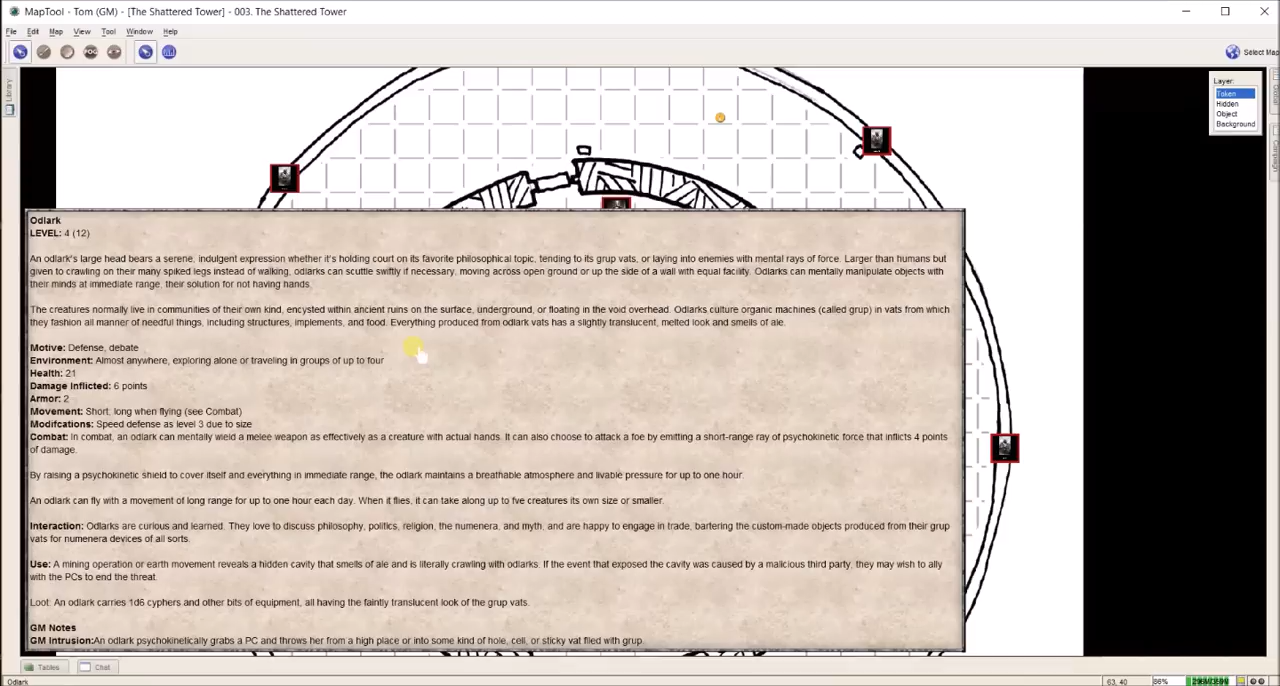 MapTool - Tom (GM) - [The Shattered Tower] - 003. The Shattered Tower
File Edit Map View Tool Window Help
FOG
Select Map
Library
Layer:
Token
Hidden
Object
Background
Odlark
LEVEL: 4 (12)
An odlark's large head bears a serene, indulgent expression whether it's holding court on its favorite philosophical topic, tending to its grup vats, or laying into enemies with mental rays of force. Larger than humans but
given to crawling on their many spiked legs instead of walking, odlarks can scuttle swiftly if necessary, moving across open ground or up the side of a wall with equal facility. Odlarks can mentally manipulate objects with
their minds at immediate range, their solution for not having hands.
The creatures normally live in communities of their own kind, encysted within ancient ruins on the surface, underground, or floating in the void overhead. Odlarks culture organic machines (called grup) in vats from which
they fashion all manner of needful things, including structures, implements, and food. Everything produced from odlark vats has a slightly translucent, melted look and smells of ale.
Motive: Defense, debate
Environment: Almost anywhere, exploring alone or traveling in groups of up to four
Health: 21
Damage Inflicted: 6 points
Armor: 2
Movement: Short, long when flying (see Combat)
Modifcations: Speed defense as level 3 due to size
Combat: In combat, an odlark can mentally wield a melee weapon as effectively as a creature with actual hands. It can also choose to attack a foe by emitting a short-range ray of psychokinetic force that inflicts 4 points
of damage.
By raising a psychokinetic shield to cover itself and everything in immediate range, the odlark maintains a breathable atmosphere and livable pressure for up to one hour.
An odlark can fly with a movement of long range for up to one hour each day. When it flies, it can take along up to fve creatures its own size or smaller.
Interaction: Odlarks are curious and learned. They love to discuss philosophy, politics, religion, the numenera, and myth, and are happy to engage in trade, bartering the custom-made objects produced from their grup
vats for numenera devices of all sorts.
Use: A mining operation or earth movement reveals a hidden cavity that smells of ale and is literally crawling with odlarks. If the event that exposed the cavity was caused by a malicious third party, they may wish to ally
with the PCs to end the threat.
Loot: An odlark carries 1d6 cyphers and other bits of equipment, all having the faintly translucent look of the grup vats.
GM Notes
GM Intrusion:An odlark psychokinetically grabs a PC and throws her from a high place or into some kind of hole, cell, or sticky vat flled with grup.
Tables Chat
Odlark
63, 40 86%